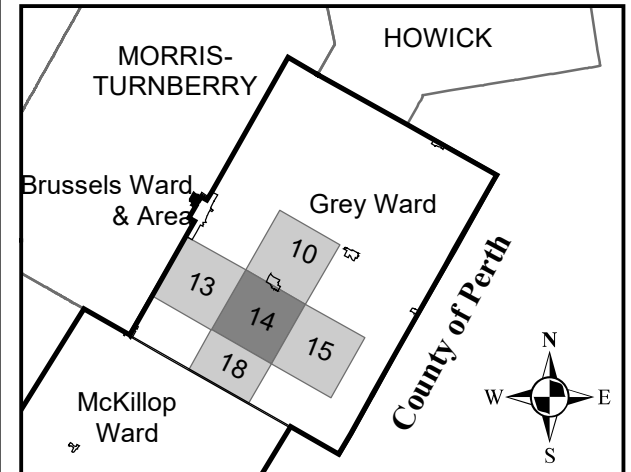 HOWICK
MORRIS-
TURNBERRY
Brussels Ward
& Area
Grey Ward
10
13
14
15
18
County of Perth
McKillop
Ward
N
W
E
S